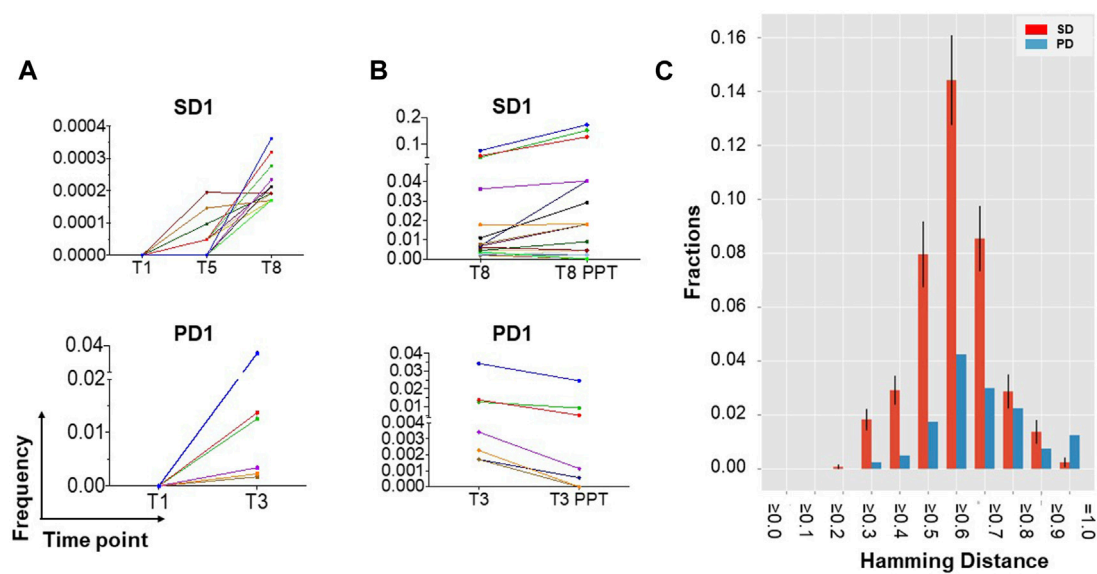 A
SD1
0.0004
0.0003
0.0002
0.0001
0.0000
T1 T5 T8
PD1
0.04
0.02
0.01
0.00
T1 T3
Frequency
Time point
B
SD1
0.2
0.1
0.04
0.03
0.02
0.01
0.00
T8 T8 PPT
PD1
0.04
0.03
0.02
0.01
0.004
0.003
0.002
0.001
0.000
T3 T3 PPT
C
SD
PD
0.16
0.14
0.12
0.10
0.08
0.06
0.04
0.02
0.00
Fractions
≥0.0 ≥0.1 ≥0.2 ≥0.3 ≥0.4 ≥0.5 ≥0.6 ≥0.7 ≥0.8 ≥0.9 =1.0
Hamming Distance